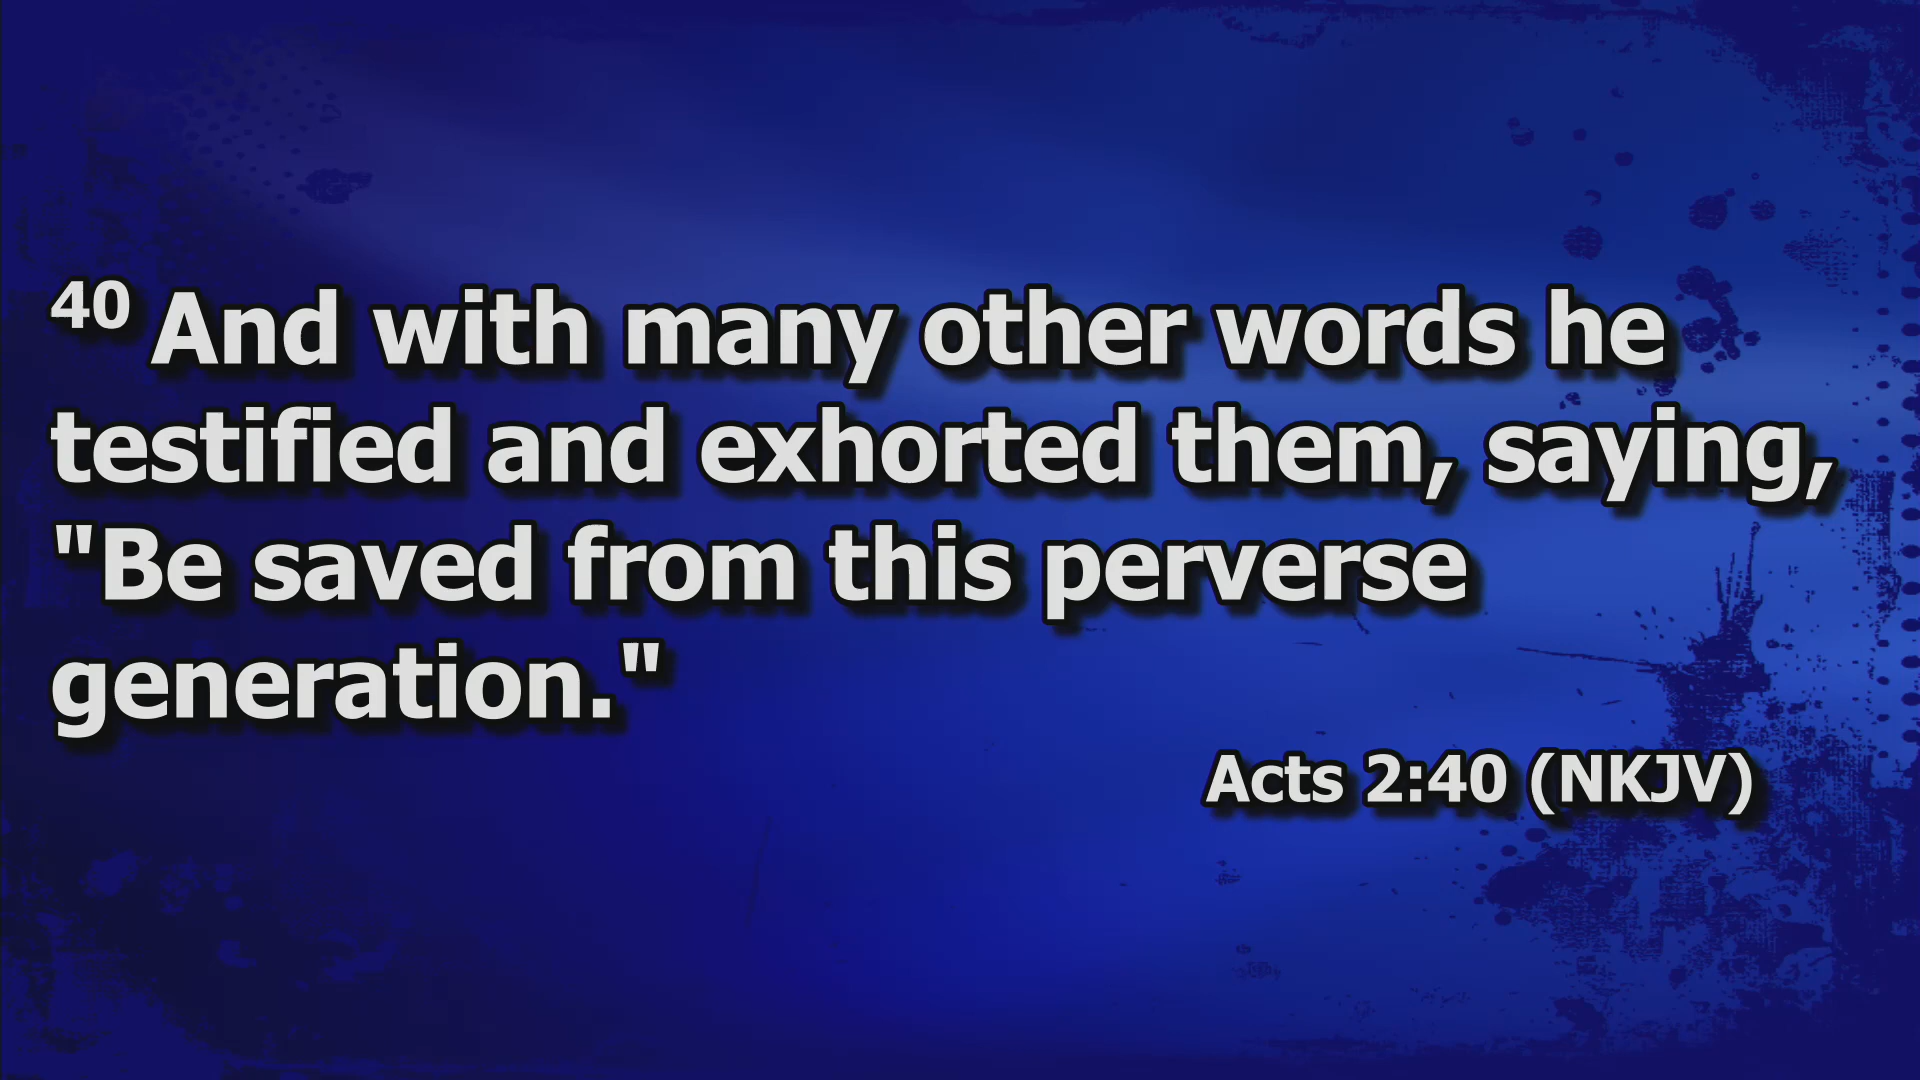 40 And with many other words he
testified and exhorted them, saying,
"Be saved from this perverse
generation."
Acts 2:40 (NKJV)